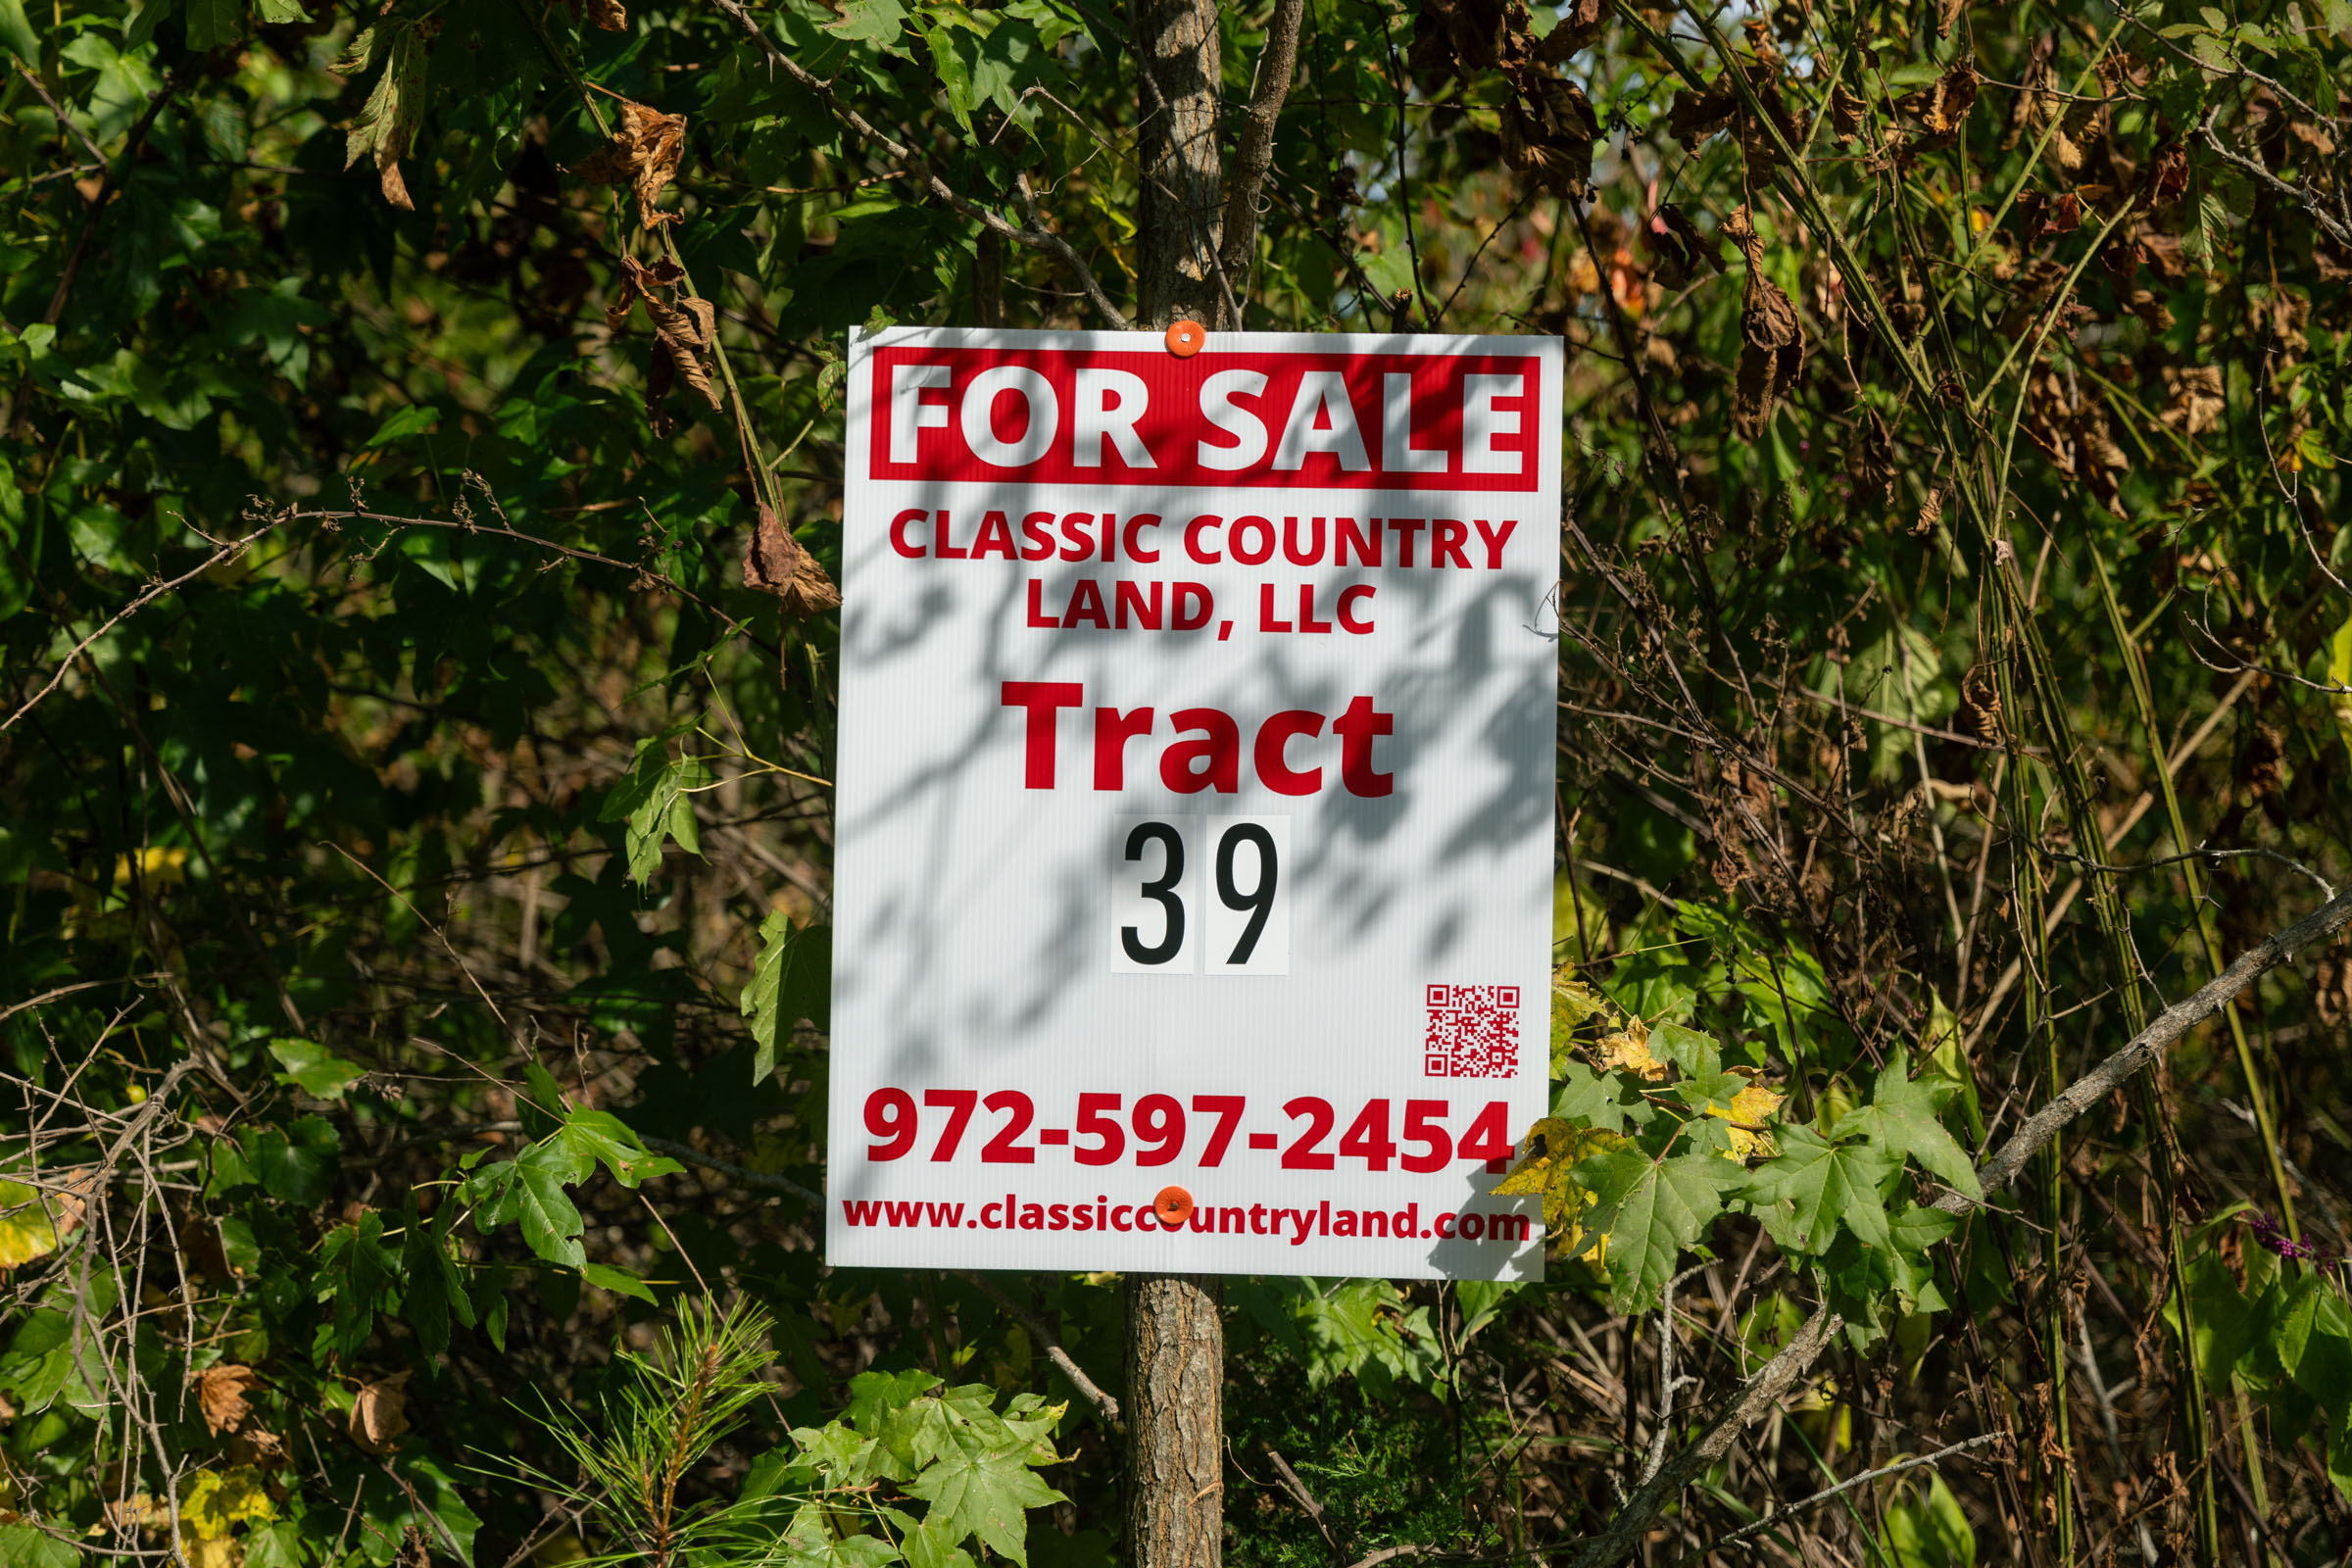 FOR SALE
CLASSIC COUNTRY
LAND, LLC
Tract
39
972-597-2454
www.classiccountryland.com